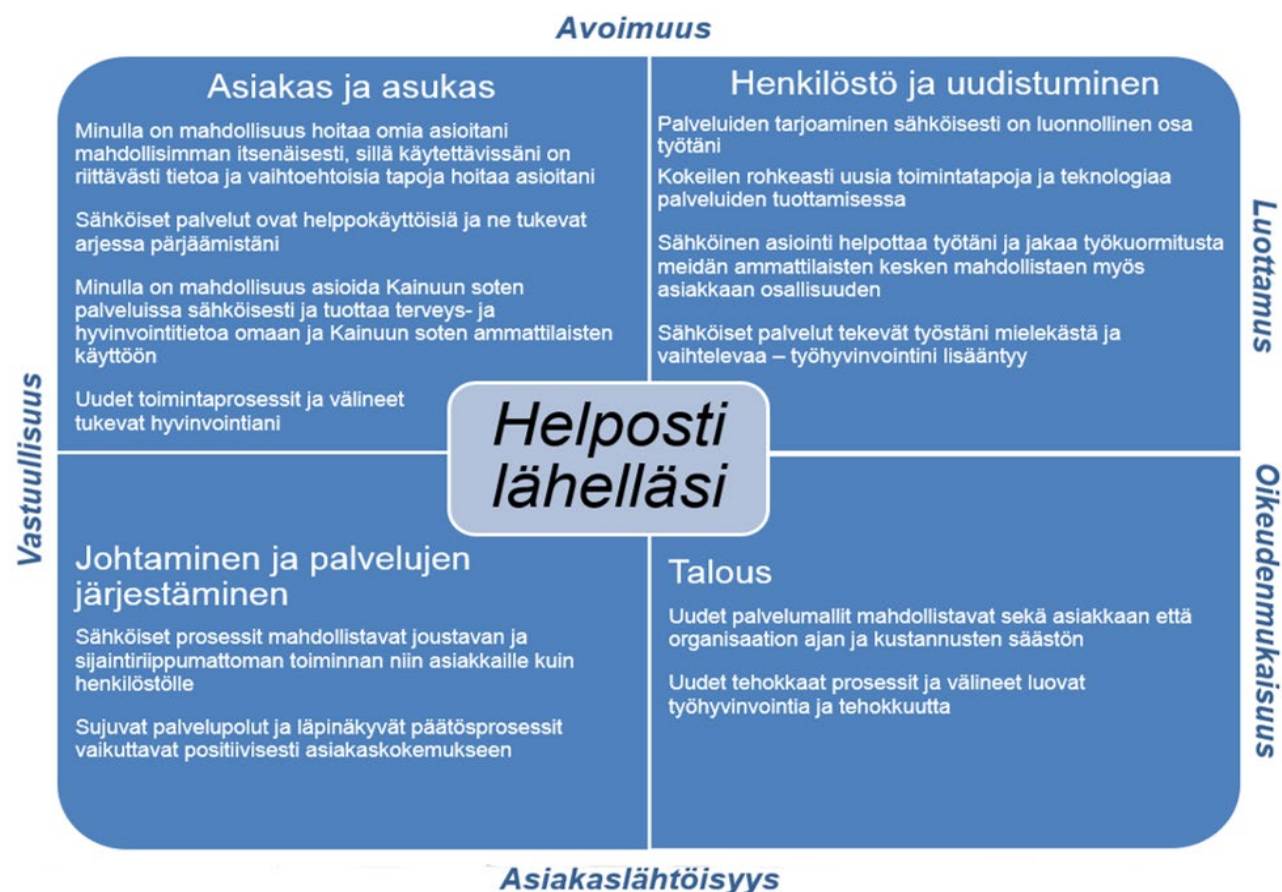 Avoimuus
Asiakas ja asukas
Minulla on mahdollisuus hoitaa omia asioitani
mahdollisimman itsenäisesti, sillä käytettävissäni on
riittävästi tietoa ja vaihtoehtoisia tapoja hoitaa asioitani
Sähköiset palvelut ovat helppokäyttöisiä ja ne tukevat
arjessa pärjäämistäni
Minulla on mahdollisuus asioida Kainuun soten
palveluissa sähköisesti ja tuottaa terveys- ja
hyvinvointitietoa omaan ja Kainuun soten ammattilaisten
käyttöön
Uudet toimintaprosessit ja välineet
tukevat hyvinvointiani
Henkilöstö ja uudistuminen
Palveluiden tarjoaminen sähköisesti on luonnollinen osa
työtäni
Kokeilen rohkeasti uusia toimintatapoja ja teknologiaa
palveluiden tuottamisessa
Sähköinen asiointi helpottaa työtäni ja jakaa työkuormitusta
meidän ammattilaisten kesken mahdollistaen myös
asiakkaan osallisuuden
Sähköiset palvelut tekevät työstäni mielekästä ja
vaihtelevaa – työhyvinvointini lisääntyy
Luottamus
Vastuullisuus
Helposti
lähelläsi
Johtaminen ja palvelujen
järjestäminen
Sähköiset prosessit mahdollistavat joustavan ja
sijaintiriippumattoman toiminnan niin asiakkaille kuin
henkilöstölle
Sujuvat palvelupolut ja läpinäkyvät päätösprosessit
vaikuttavat positiivisesti asiakaskokemukseen
Talous
Uudet palvelumallit mahdollistavat sekä asiakkaan että
organisaation ajan ja kustannusten säästön
Uudet tehokkaat prosessit ja välineet luovat
työhyvinvointia ja tehokkuutta
Oikeudenmukaisuus
Asiakaslähtöisyys